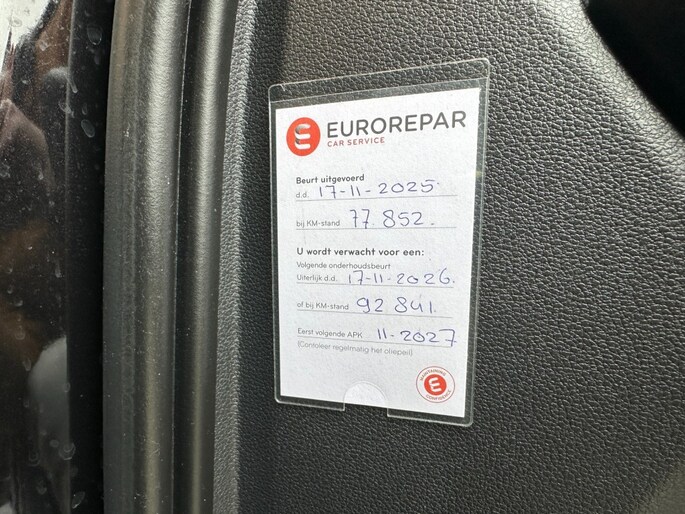 EUROREPAR
CAR SERVICE
Beurt uitgevoerd
d.d. 17-11-2025
bij KM-stand 77.852.
U wordt verwacht voor een:
Volgende onderhoudsbeurt
Uiterlijk d.d. 17-11-2026.
of bij KM-stand 92 841.
Eerst volgende APK 11-2027
(Contoleer regelmatig het oliepeil)